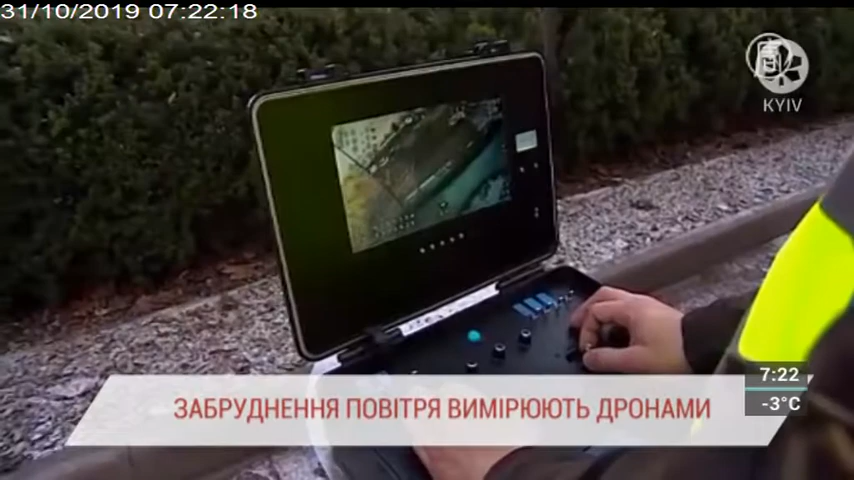 31/10/2019 07:22:18
KYIV
ЗАБРУДНЕННЯ ПОВІТРЯ ВИМІРЮЮТЬ ДРОНАМИ
7:22
-3°C